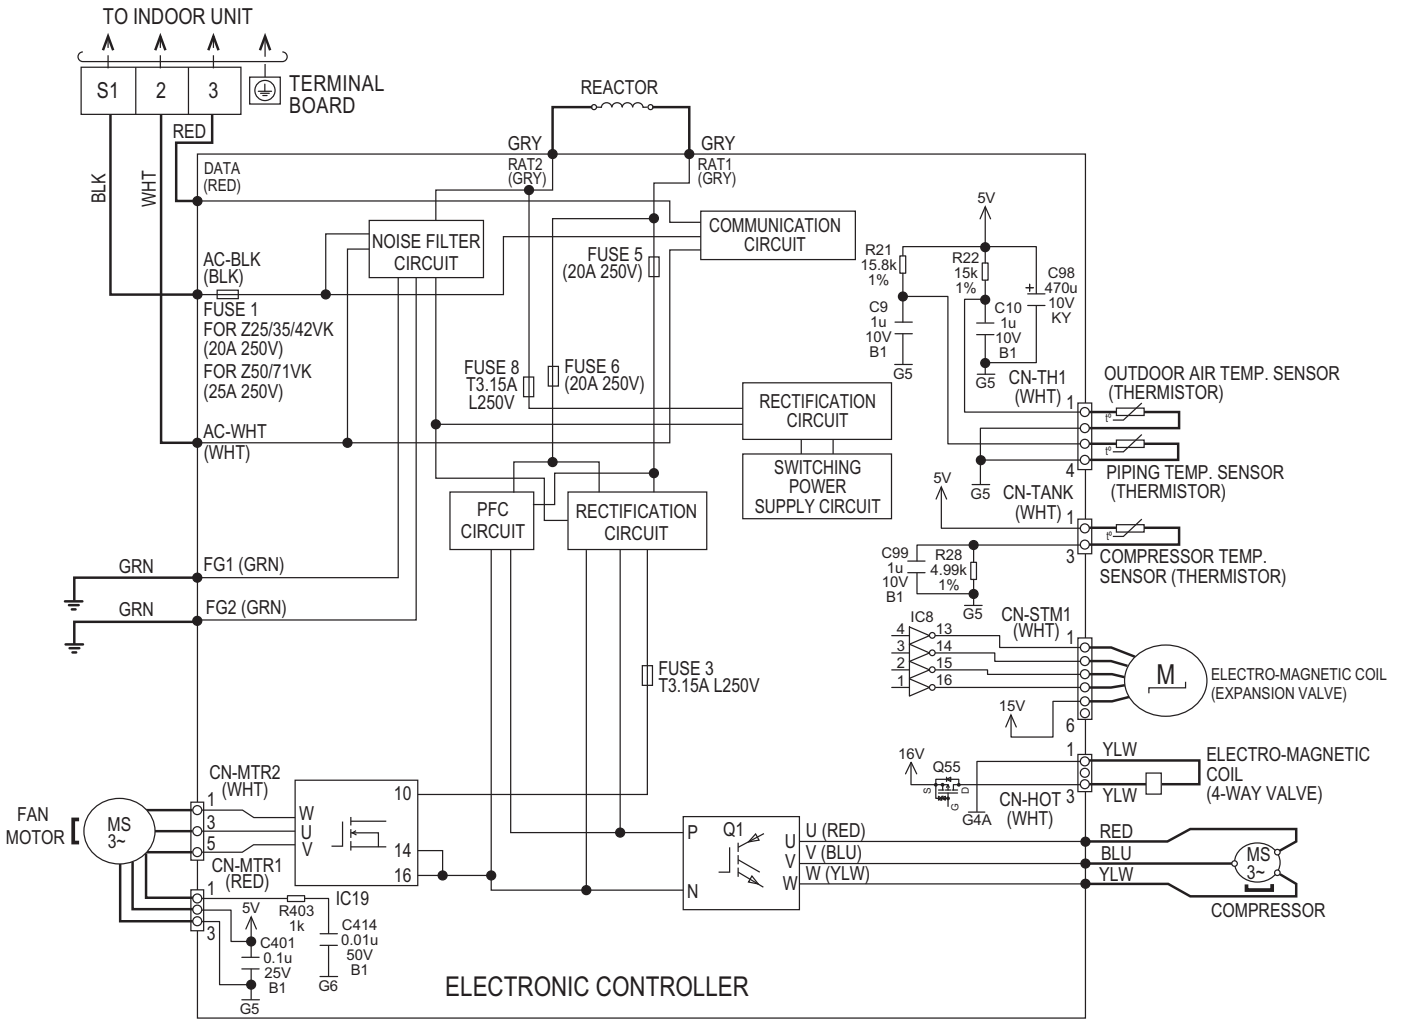 TO INDOOR UNIT
S1
2
3
TERMINAL
BOARD
RED
BLK
WHT
REACTOR
GRY
GRY
RAT2
(GRY)
RAT1
(GRY)
DATA
(RED)
NOISE FILTER
CIRCUIT
COMMUNICATION
CIRCUIT
AC-BLK
(BLK)
FUSE 1
FOR Z25/35/42VK
(20A 250V)
FOR Z50/71VK
(25A 250V)
FUSE 5
(20A 250V)
FUSE 8
T3.15A
L250V
FUSE 6
(20A 250V)
AC-WHT
(WHT)
RECTIFICATION
CIRCUIT
SWITCHING
POWER
SUPPLY CIRCUIT
PFC
CIRCUIT
RECTIFICATION
CIRCUIT
5V
R21
15.8k
1%
R22
15k
1%
C98
+
470u
10V
KY
C9
1u
10V
B1
C10
1u
10V
B1
G5
G5
CN-TH1
(WHT)
1
4
OUTDOOR AIR TEMP. SENSOR
(THERMISTOR)
t°
t°
PIPING TEMP. SENSOR
(THERMISTOR)
G5
5V
CN-TANK
(WHT)
1
3
t°
COMPRESSOR TEMP.
SENSOR (THERMISTOR)
C99
1u
10V
B1
R28
4.99k
1%
G5
GRN
FG1 (GRN)
GRN
FG2 (GRN)
IC8
4
13
3
14
2
15
1
16
CN-STM1
(WHT)
1
6
15V
M
ELECTRO-MAGNETIC COIL
(EXPANSION VALVE)
FUSE 3
T3.15A L250V
16V
Q55
S
D
G
G4A
CN-HOT
(WHT)
1
3
YLW
YLW
ELECTRO-MAGNETIC
COIL
(4-WAY VALVE)
FAN
MOTOR
MS
3~
CN-MTR2
(WHT)
1
3
5
W
U
V
10
14
16
IC19
CN-MTR1
(RED)
1
3
5V
R403
1k
C401
0.1u
25V
B1
C414
0.01u
50V
B1
G5
G6
P
N
Q1
U
V
W
U (RED)
V (BLU)
W (YLW)
RED
BLU
YLW
MS
3~
COMPRESSOR
ELECTRONIC CONTROLLER